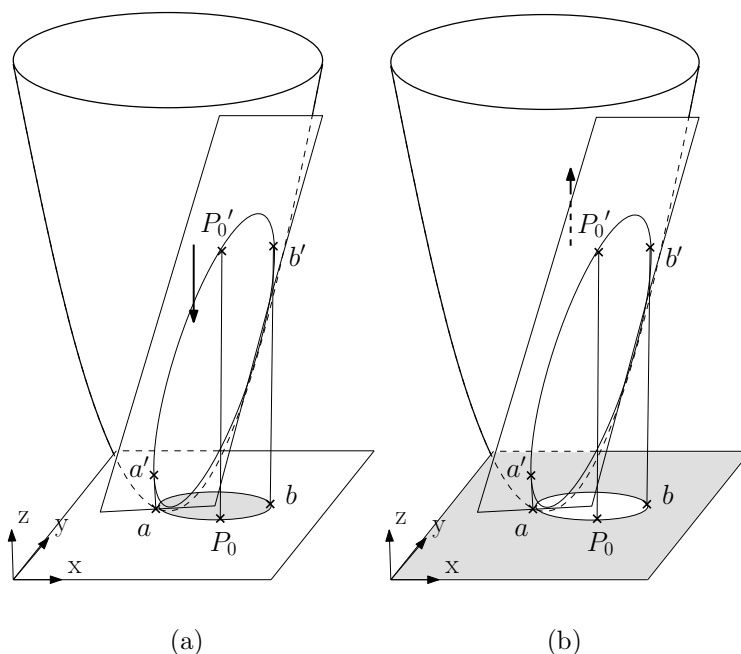 P₀′ P₀′
b′ b′
a′ a′
b b
z y a P₀ z y a P₀
x x
(a) (b)